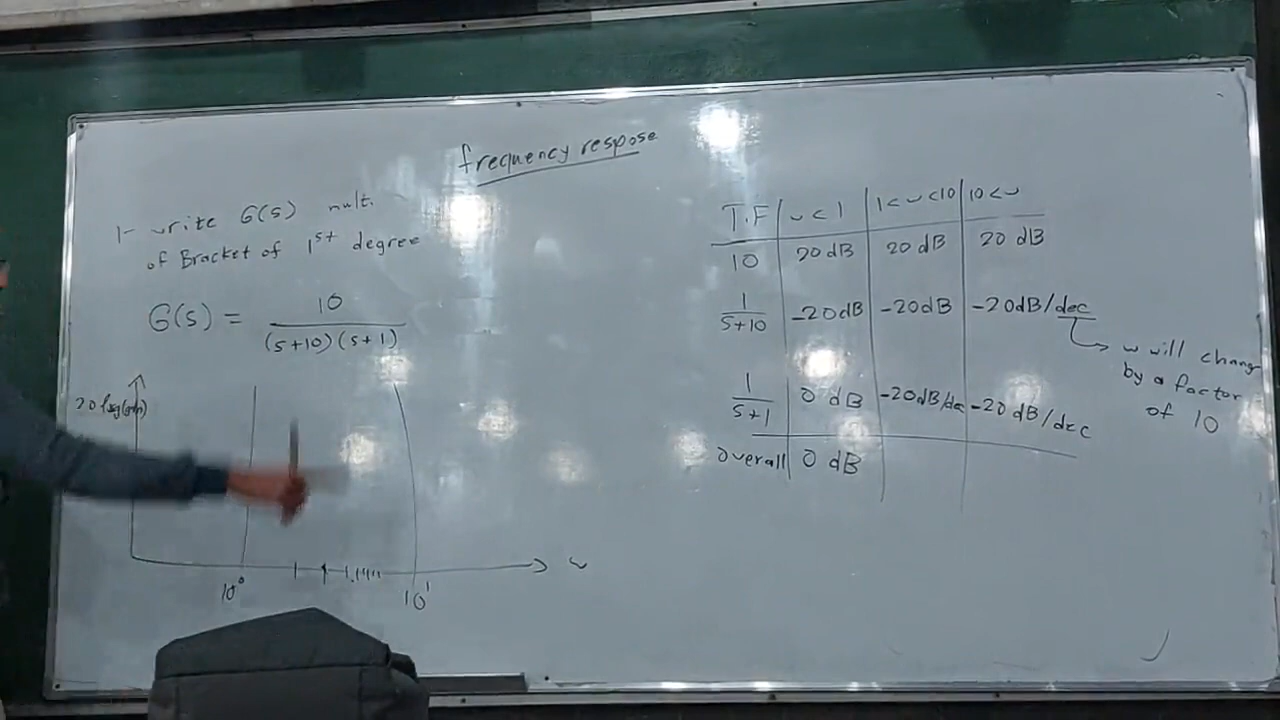 frequency respose
1- write G(s) mult.
of Bracket of 1st degree
G(s) = 10
(s+10)(s+1)
20 log(
10⁰
10¹
ω
T.F ω<1 1<ω<10 10<ω
10 20 dB 20 dB 20 dB
1
s+10 -20dB -20dB -20dB/dec
ω will change
by a factor
of 10
1
s+1 0 dB -20dB/dec -20 dB/dec
overall 0 dB